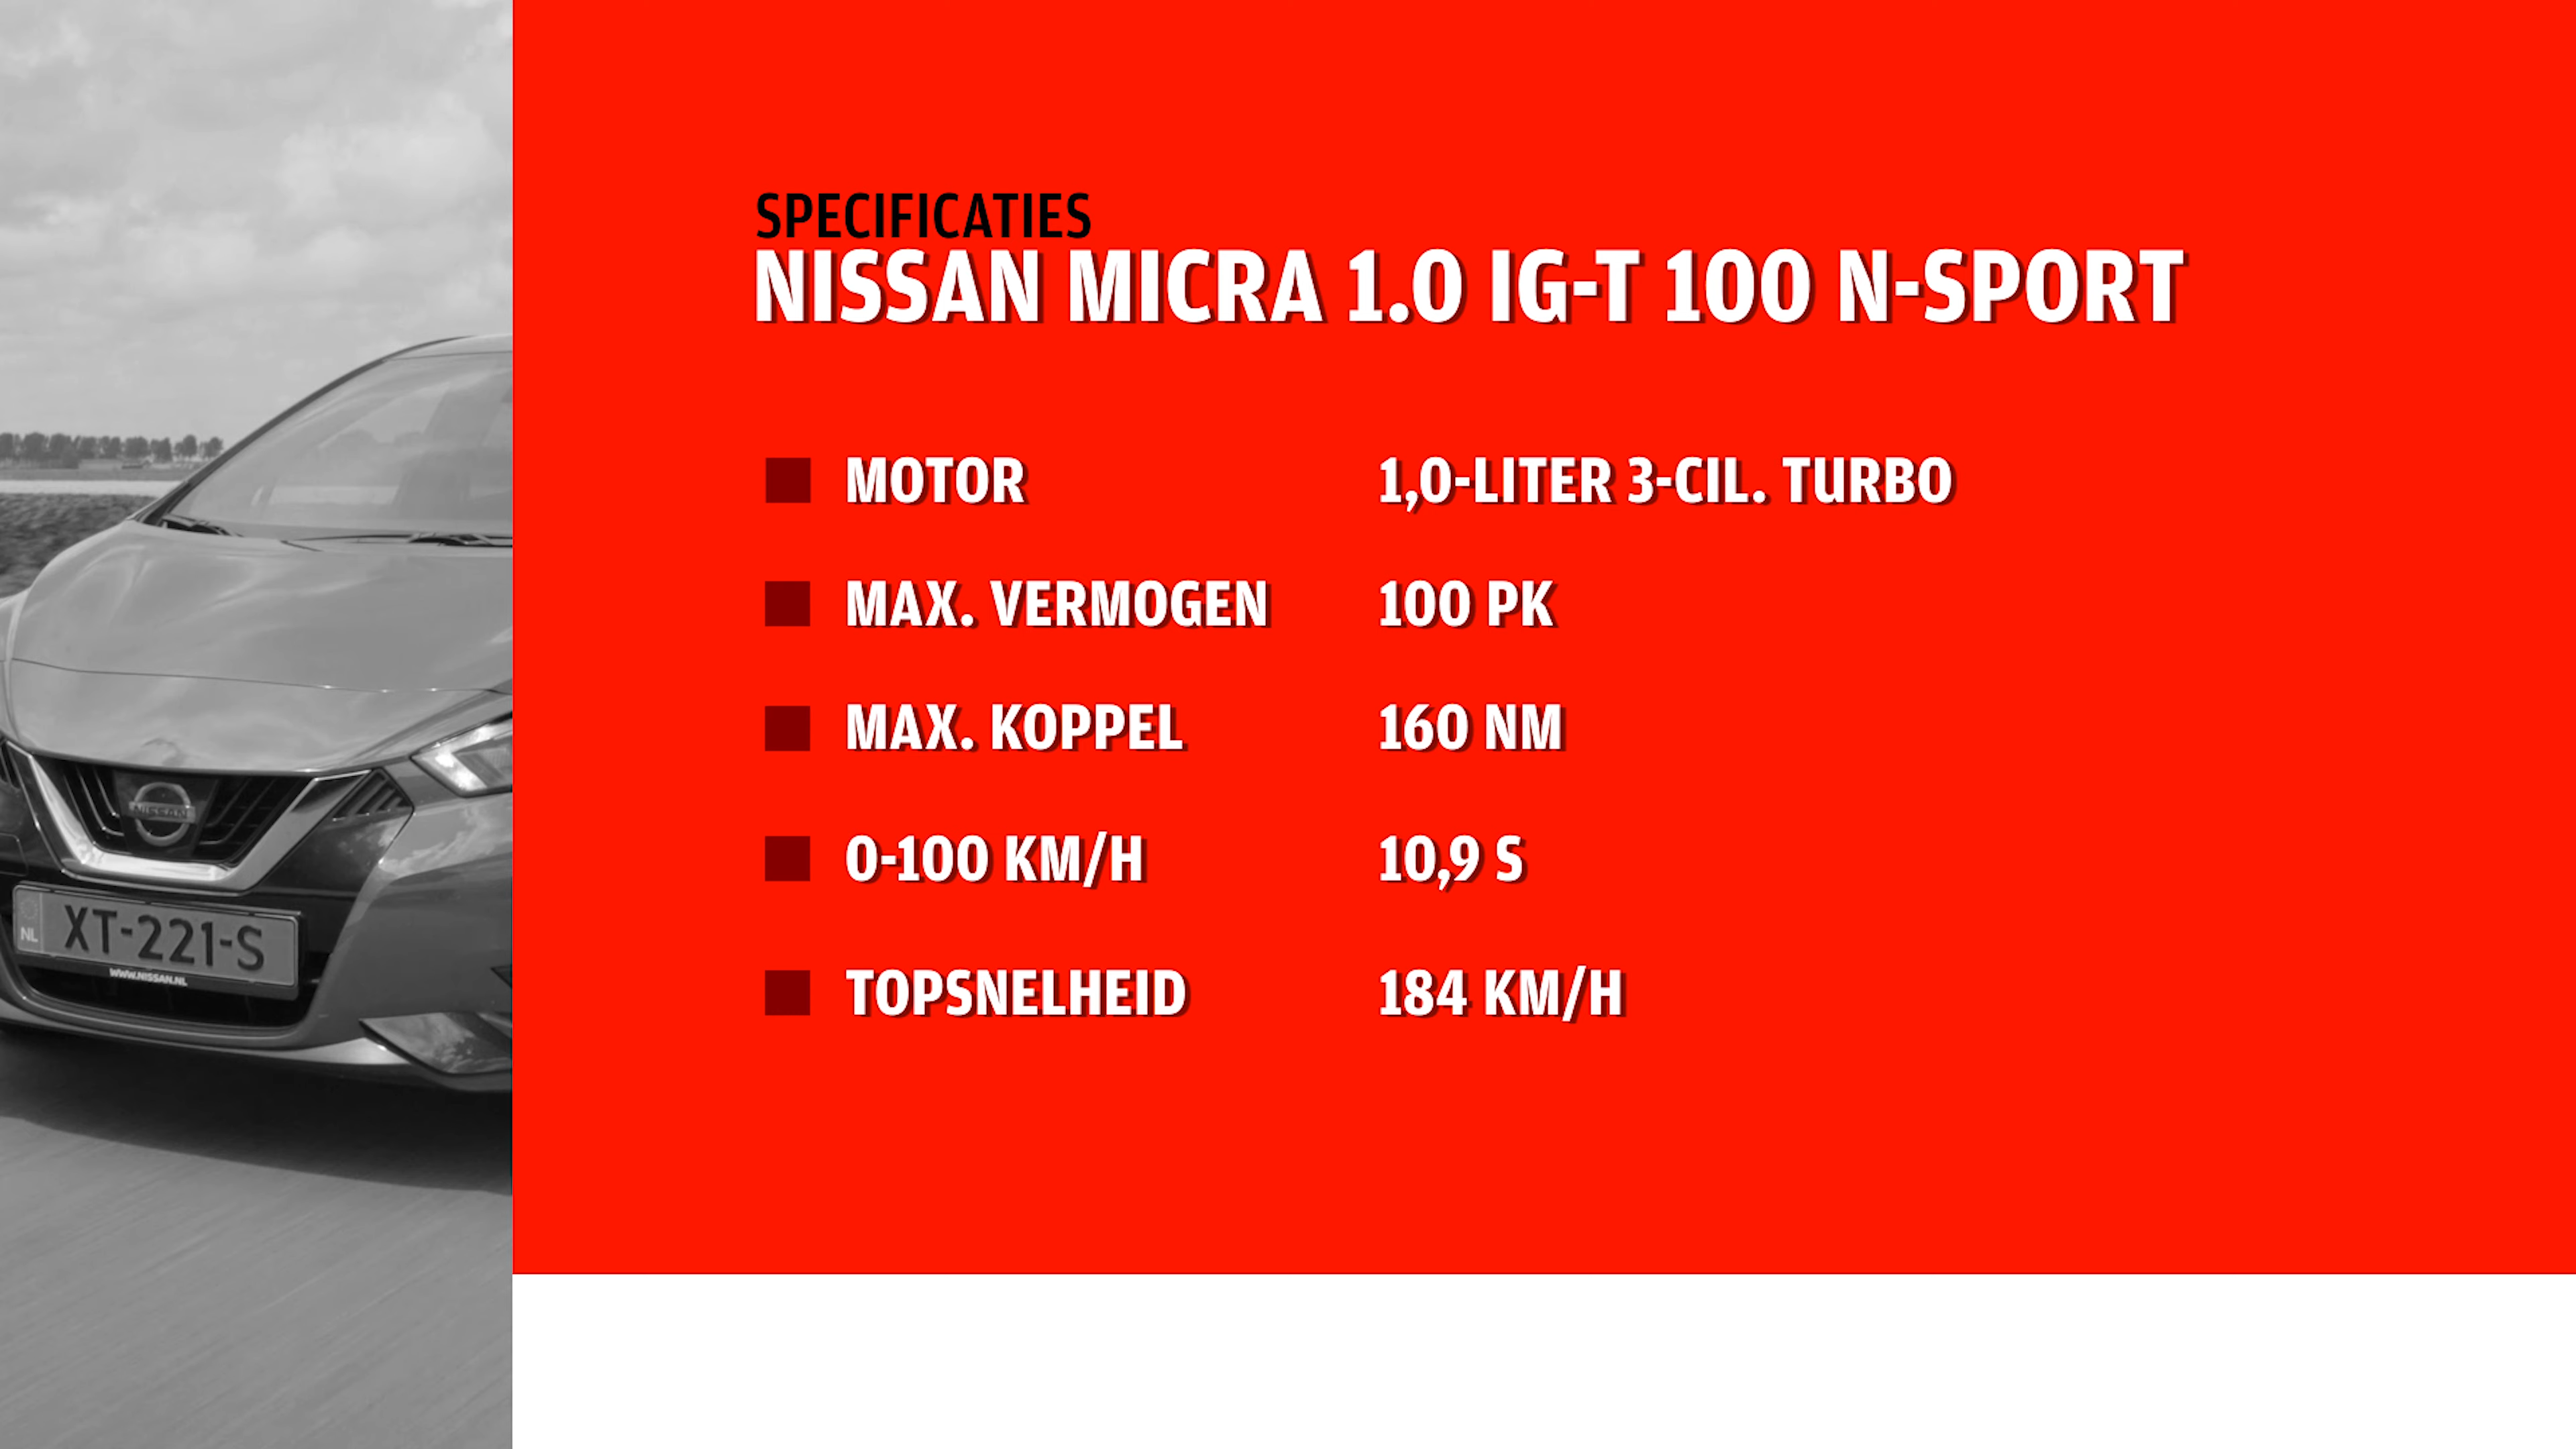 SPECIFICATIES
NISSAN MICRA 1.0 IG-T 100 N-SPORT
MOTOR 1,0-LITER 3-CIL. TURBO
MAX. VERMOGEN 100 PK
MAX. KOPPEL 160 NM
0-100 KM/H 10,9 S
TOPSNELHEID 184 KM/H
NISSAN
NL XT-221-S
WWW.NISSAN.NL